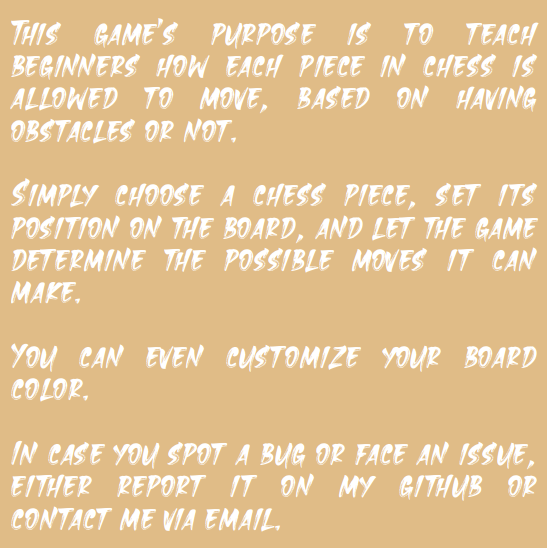 This game's purpose is to teach
beginners how each piece in chess is
allowed to move, based on having
obstacles or not.
Simply choose a chess piece, set its
position on the board, and let the game
determine the possible moves it can
make.
You can even customize your board
color.
In case you spot a bug or face an issue,
either report it on my github or
contact me via email.